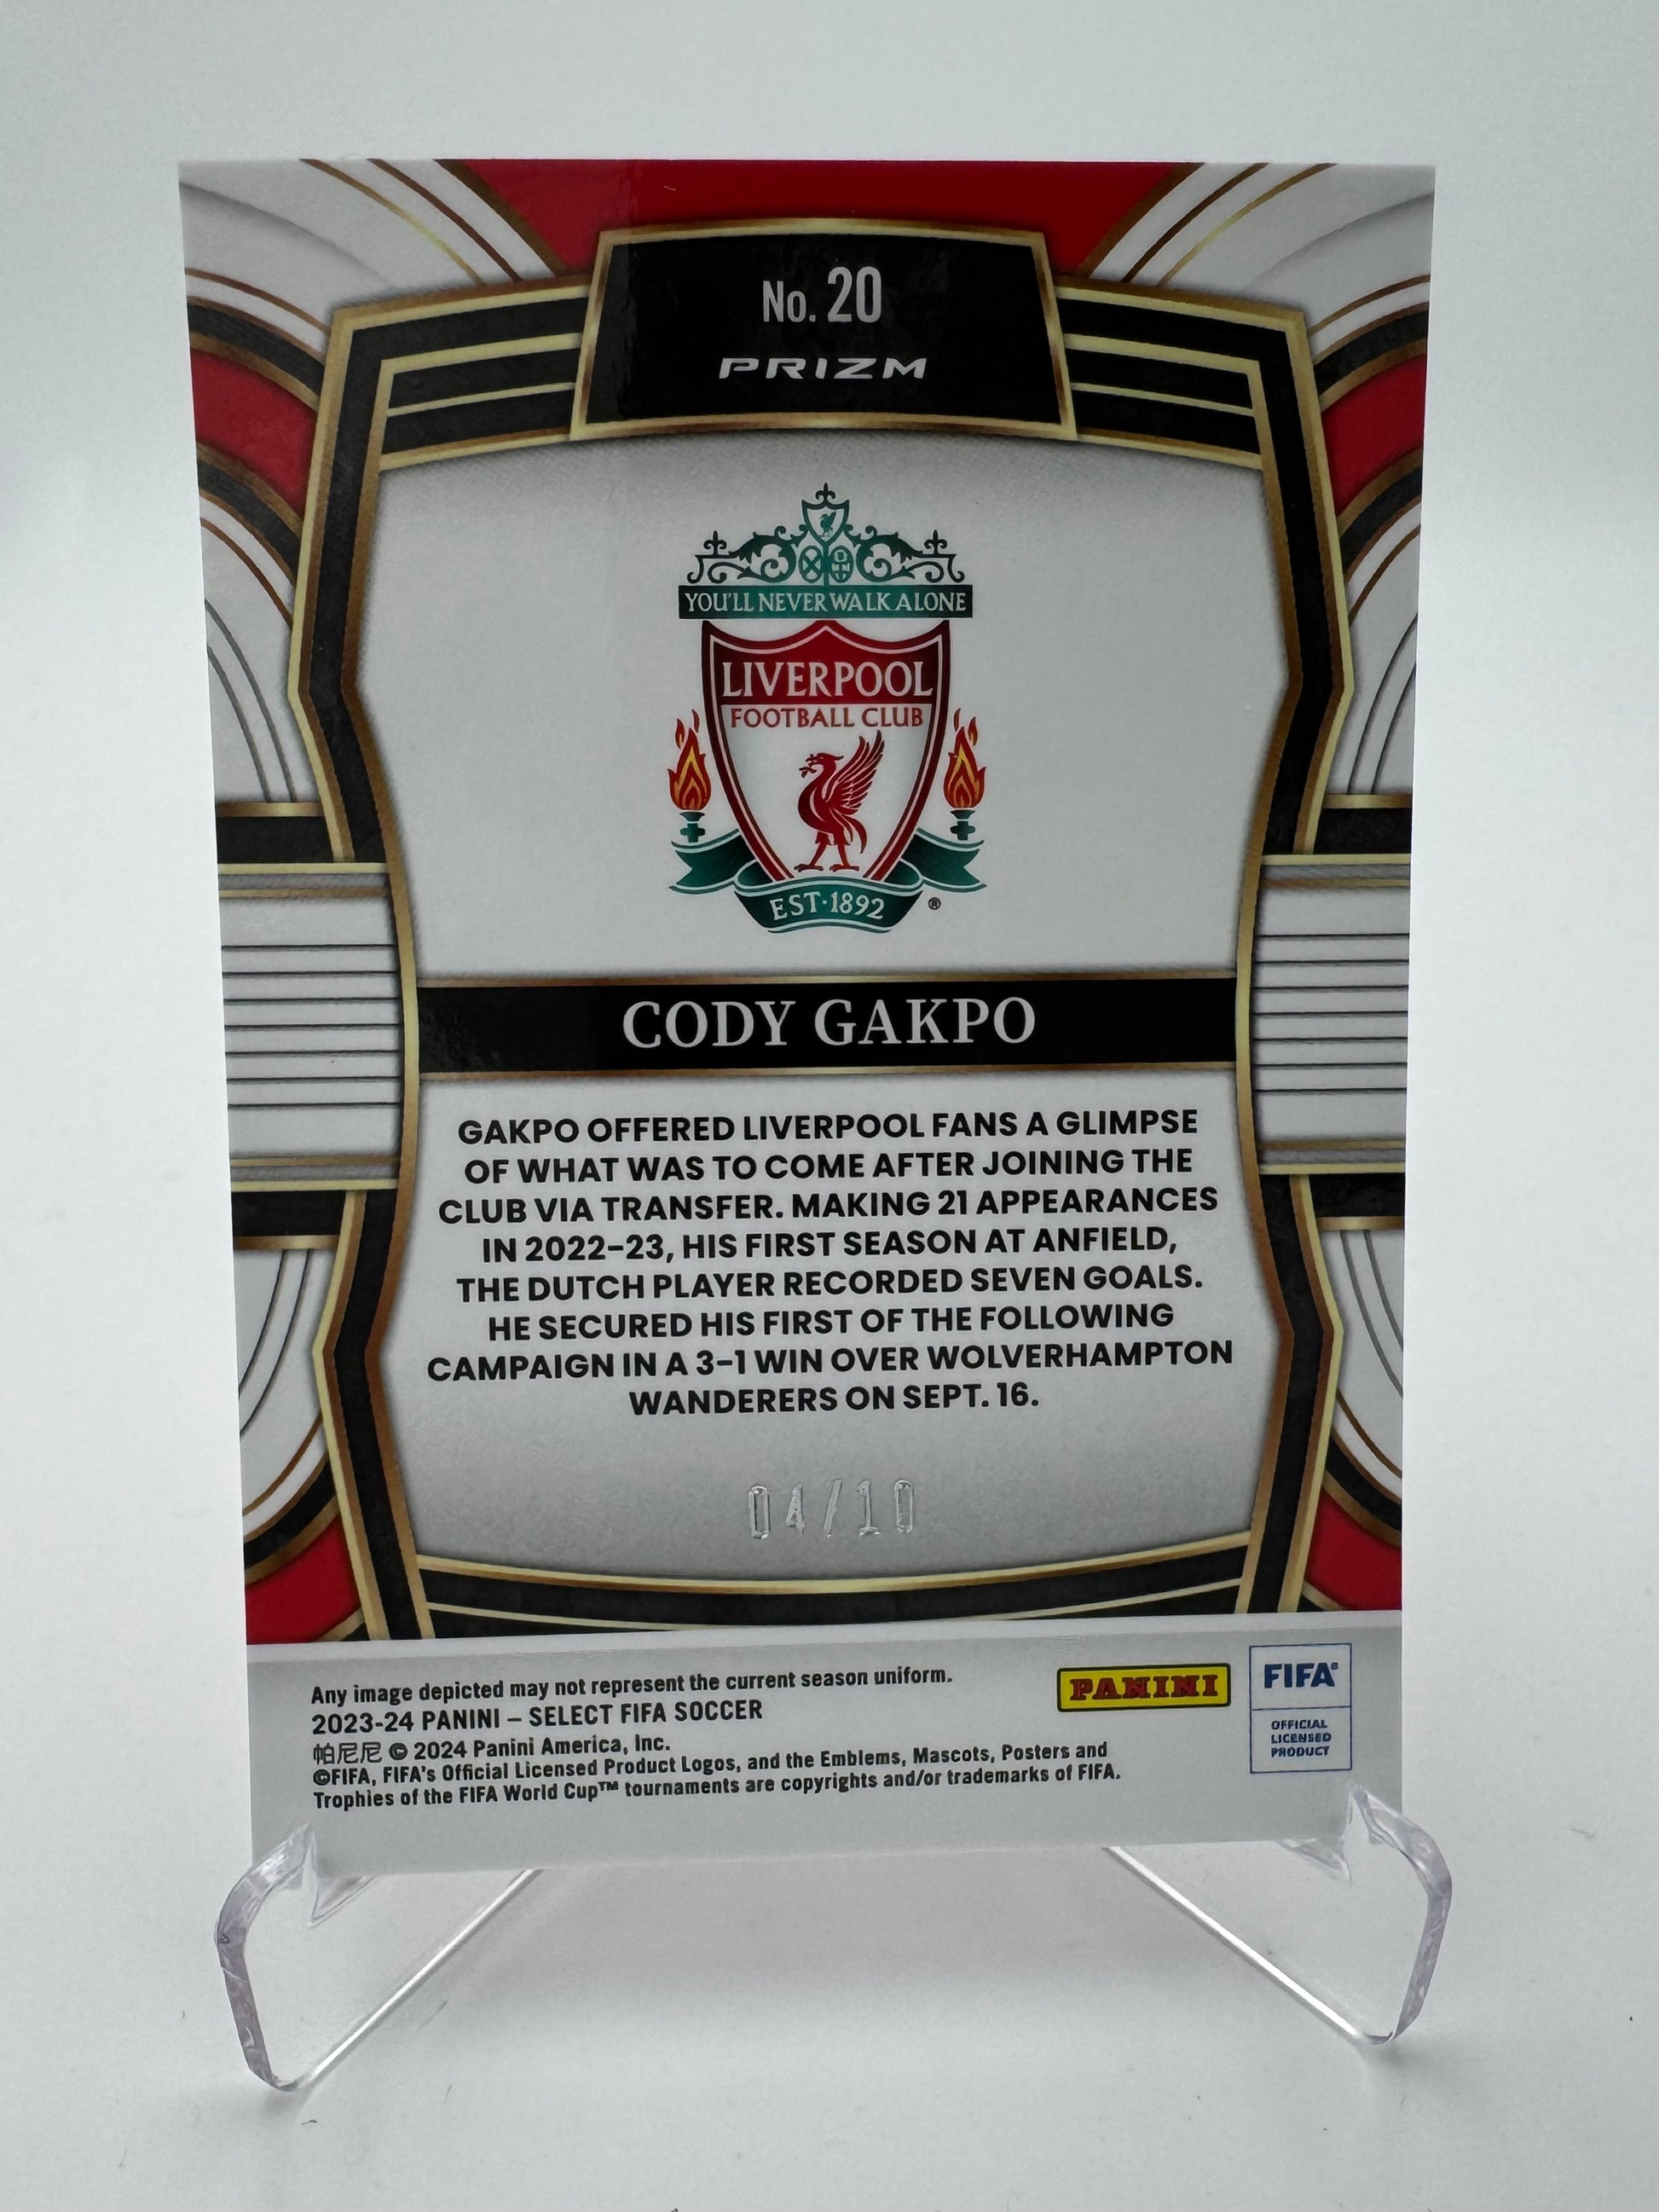 No. 20
PRIZM
YOU'LL NEVER WALK ALONE
LIVERPOOL
FOOTBALL CLUB
EST·1892 ®
CODY GAKPO
GAKPO OFFERED LIVERPOOL FANS A GLIMPSE
OF WHAT WAS TO COME AFTER JOINING THE
CLUB VIA TRANSFER. MAKING 21 APPEARANCES
IN 2022-23, HIS FIRST SEASON AT ANFIELD,
THE DUTCH PLAYER RECORDED SEVEN GOALS.
HE SECURED HIS FIRST OF THE FOLLOWING
CAMPAIGN IN A 3-1 WIN OVER WOLVERHAMPTON
WANDERERS ON SEPT. 16.
04/10
Any image depicted may not represent the current season uniform.
2023-24 PANINI – SELECT FIFA SOCCER
帕尼尼 © 2024 Panini America, Inc.
©FIFA, FIFA's Official Licensed Product Logos, and the Emblems, Mascots, Posters and
Trophies of the FIFA World Cup™ tournaments are copyrights and/or trademarks of FIFA.
PANINI
FIFA®
OFFICIAL
LICENSED
PRODUCT